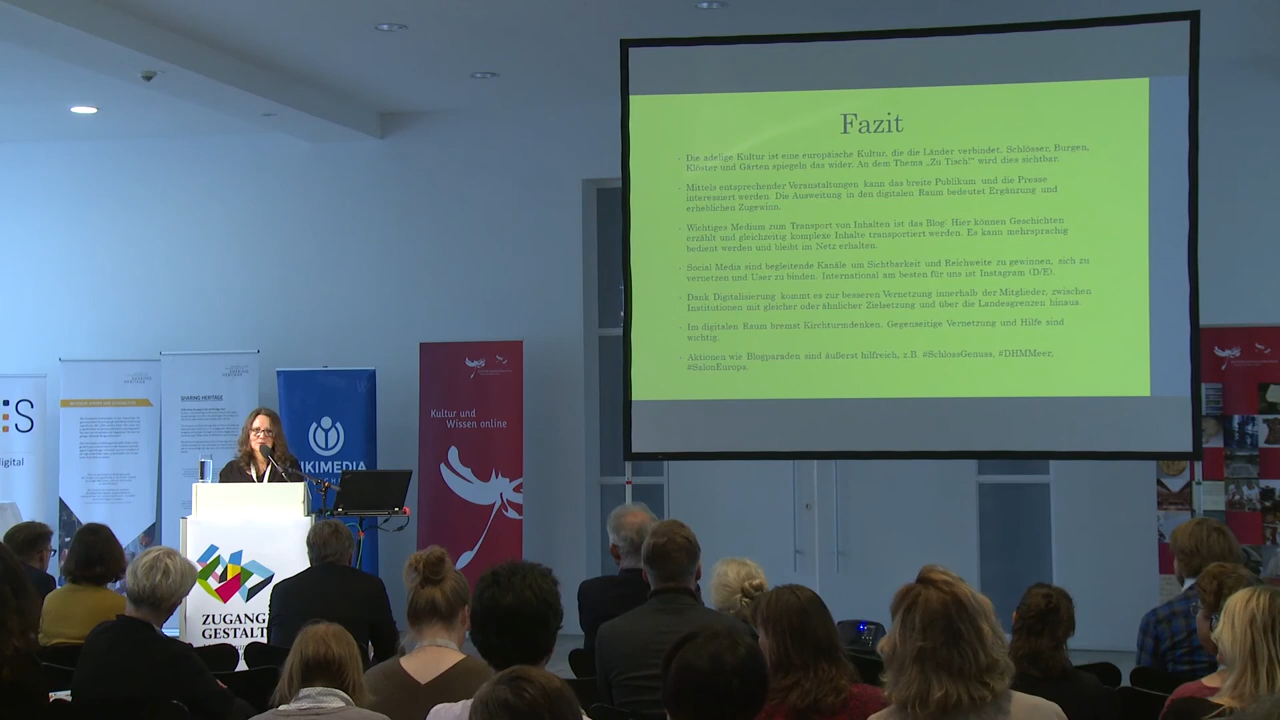 Fazit
- Die adelige Kultur ist eine europäische Kultur, die die Länder verbindet. Schlösser, Burgen,
Klöster und Gärten spiegeln das wider. An dem Thema „Zu Tisch!" wird dies sichtbar.
- Mittels entsprechender Veranstaltungen kann das breite Publikum und die Presse
interessiert werden. Die Ausweitung in den digitalen Raum bedeutet Ergänzung und
erheblichen Zugewinn.
- Wichtiges Medium zum Transport von Inhalten ist das Blog: Hier können Geschichten
erzählt und gleichzeitig komplexe Inhalte transportiert werden. Es kann mehrsprachig
bedient werden und bleibt im Netz erhalten.
- Social Media sind begleitende Kanäle um Sichtbarkeit und Reichweite zu gewinnen, sich zu
vernetzen und User zu binden. International am besten für uns ist Instagram (D/E).
- Dank Digitalisierung kommt es zur besseren Vernetzung innerhalb der Mitglieder, zwischen
Institutionen mit gleicher oder ähnlicher Zielsetzung und über die Landesgrenzen hinaus.
- Im digitalen Raum bremst Kirchturmdenken. Gegenseitige Vernetzung und Hilfe sind
wichtig.
- Aktionen wie Blogparaden sind äußerst hilfreich, z.B. #SchlossGenuss, #DHMMeer,
#SalonEuropa.
:S
digital
SHARING HERITAGE
SHARING HERITAGE
IKIMEDIA
Kultur und
Wissen online
ZUGANG
GESTALT